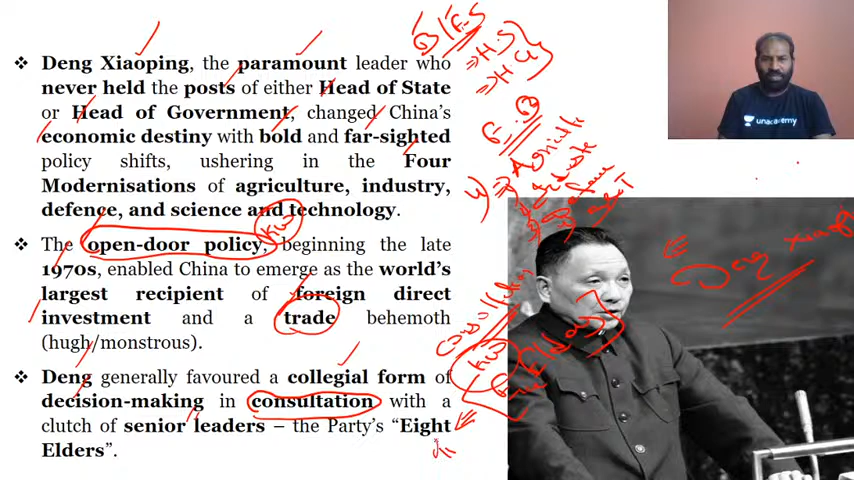 ❖ Deng Xiaoping, the paramount leader who
never held the posts of either Head of State
or Head of Government, changed China's
economic destiny with bold and far-sighted
policy shifts, ushering in the Four
Modernisations of agriculture, industry,
defence, and science and technology.
❖ The open-door policy, beginning the late
1970s, enabled China to emerge as the world's
largest recipient of foreign direct
investment and a trade behemoth
(hugh/monstrous).
❖ Deng generally favoured a collegial form of
decision-making in consultation with a
clutch of senior leaders – the Party's "Eight
Elders".
unacademy
Deng Xiaop